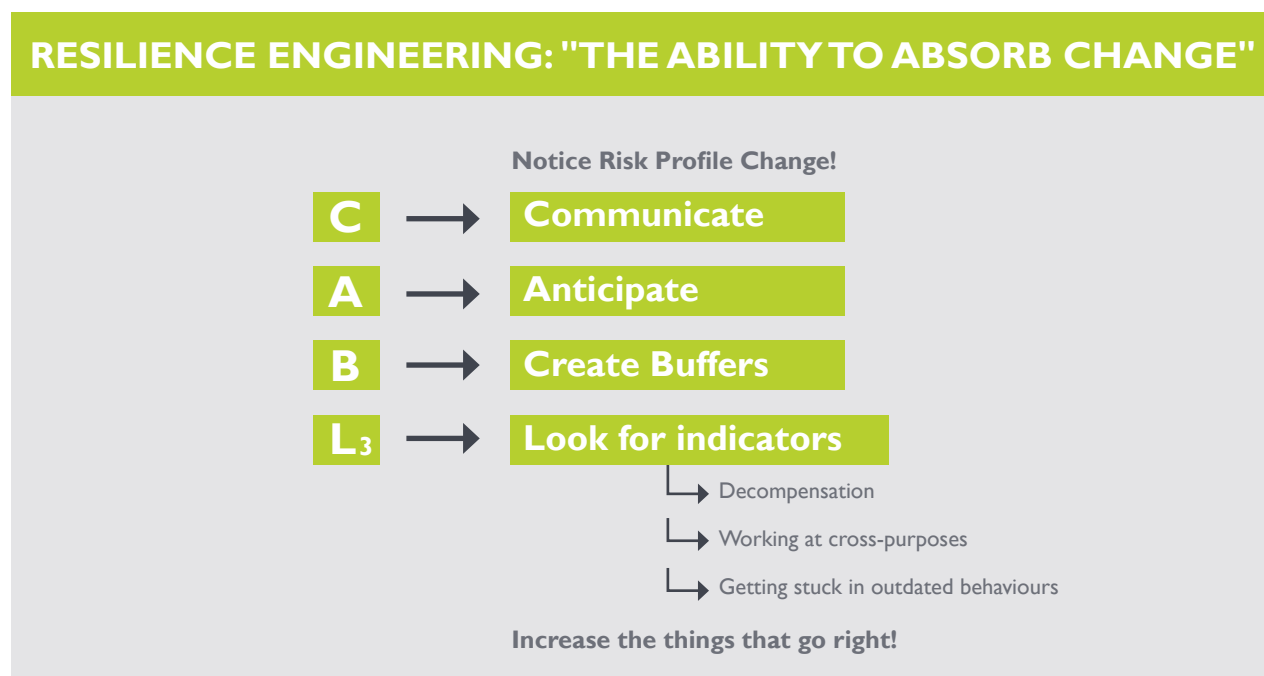 RESILIENCE ENGINEERING: "THE ABILITY TO ABSORB CHANGE"
Notice Risk Profile Change!
C Communicate
A Anticipate
B Create Buffers
L3 Look for indicators
Decompensation
Working at cross-purposes
Getting stuck in outdated behaviours
Increase the things that go right!